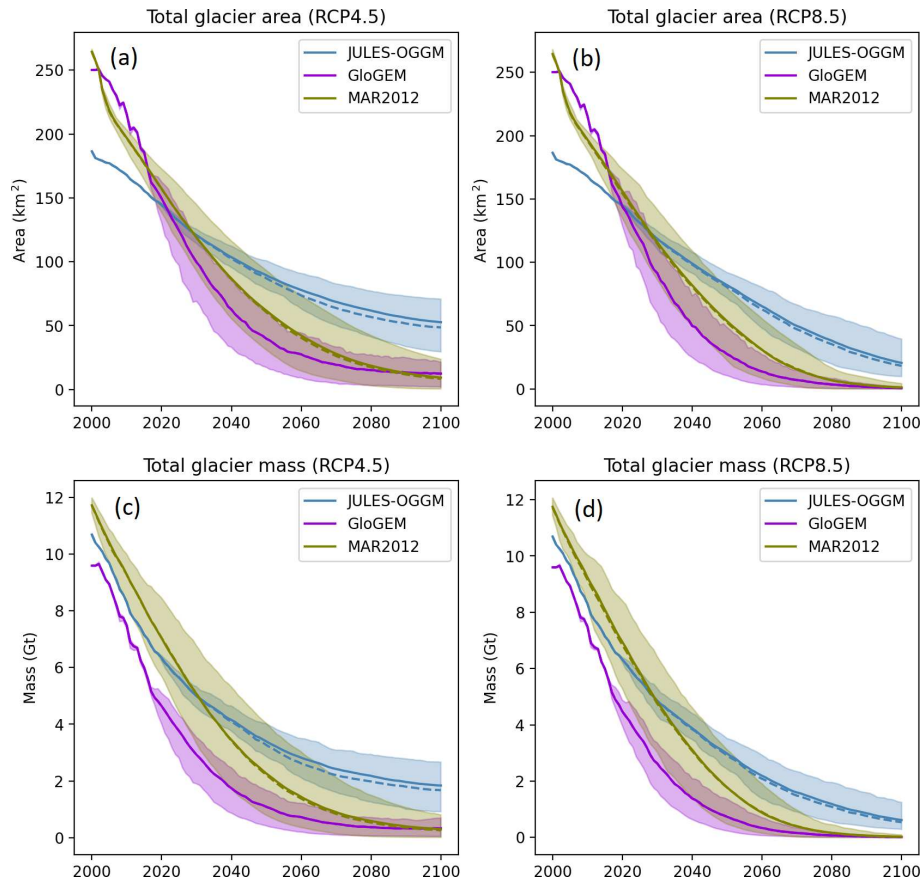 Total glacier area (RCP4.5)
(a)
JULES-OGGM
GloGEM
MAR2012
Area (km²)
250
200
150
100
50
0
2000 2020 2040 2060 2080 2100
Total glacier area (RCP8.5)
(b)
JULES-OGGM
GloGEM
MAR2012
Area (km²)
250
200
150
100
50
0
2000 2020 2040 2060 2080 2100
Total glacier mass (RCP4.5)
(c)
JULES-OGGM
GloGEM
MAR2012
Mass (Gt)
12
10
8
6
4
2
0
2000 2020 2040 2060 2080 2100
Total glacier mass (RCP8.5)
(d)
JULES-OGGM
GloGEM
MAR2012
Mass (Gt)
12
10
8
6
4
2
0
2000 2020 2040 2060 2080 2100